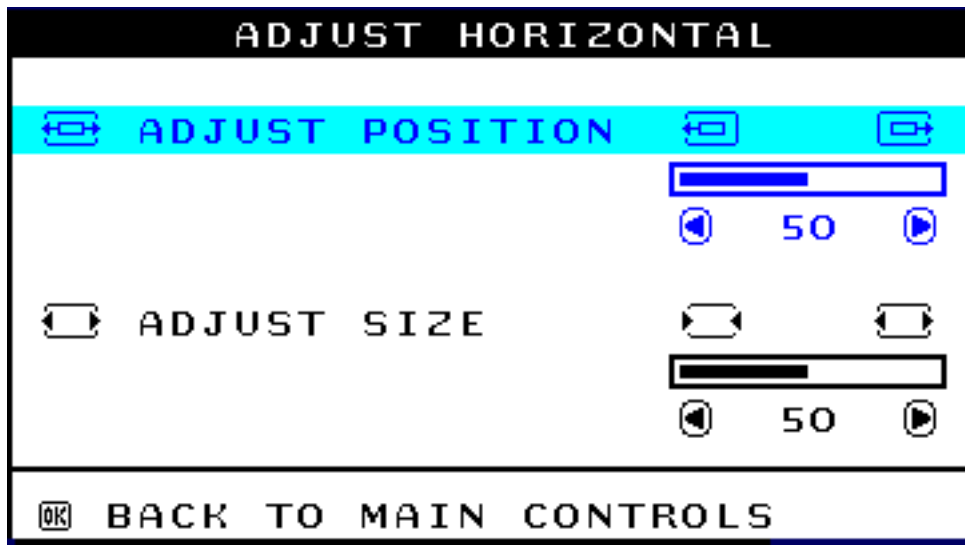 ADJUST HORIZONTAL
ADJUST POSITION
50
ADJUST SIZE
50
OK BACK TO MAIN CONTROLS